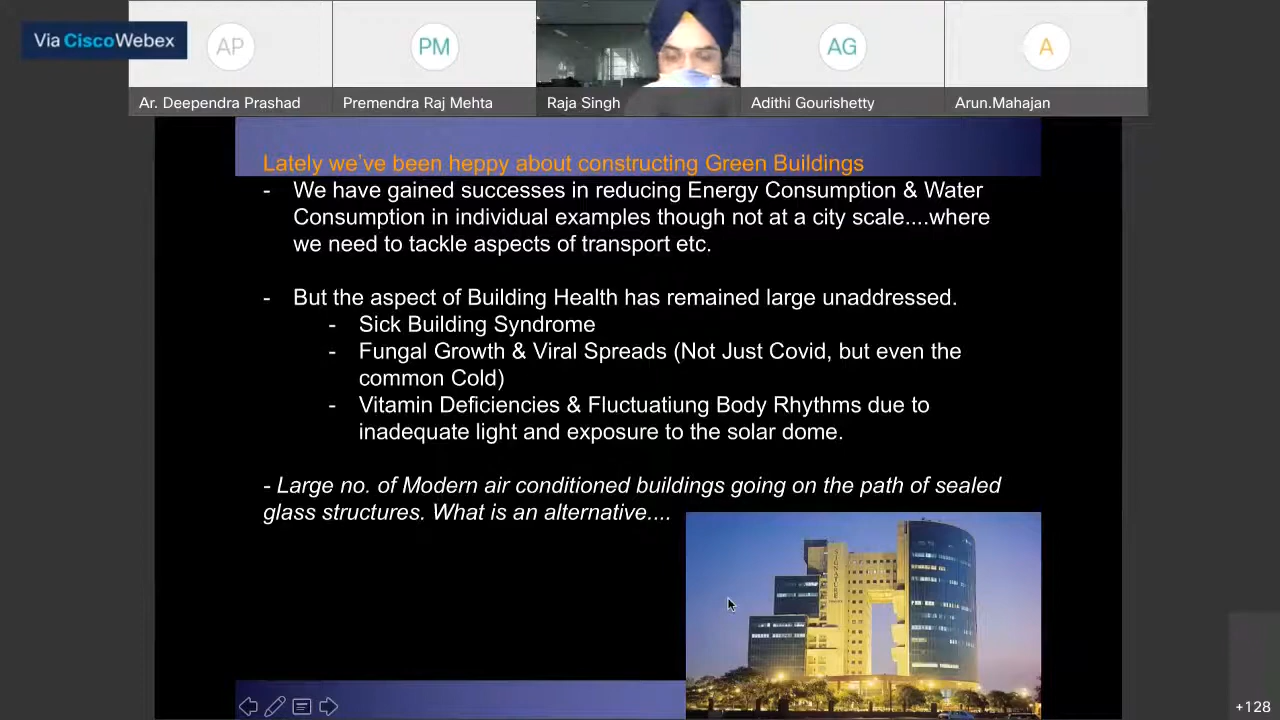 Via Cisco Webex
AP
PM
AG
A
Ar. Deependra Prashad
Premendra Raj Mehta
Raja Singh
Adithi Gourishetty
Arun.Mahajan
Lately we've been heppy about constructing Green Buildings
- We have gained successes in reducing Energy Consumption & Water
Consumption in individual examples though not at a city scale....where
we need to tackle aspects of transport etc.
- But the aspect of Building Health has remained large unaddressed.
- Sick Building Syndrome
- Fungal Growth & Viral Spreads (Not Just Covid, but even the
common Cold)
- Vitamin Deficiencies & Fluctuatiung Body Rhythms due to
inadequate light and exposure to the solar dome.
- Large no. of Modern air conditioned buildings going on the path of sealed
glass structures. What is an alternative....
SIGNATURE
+128